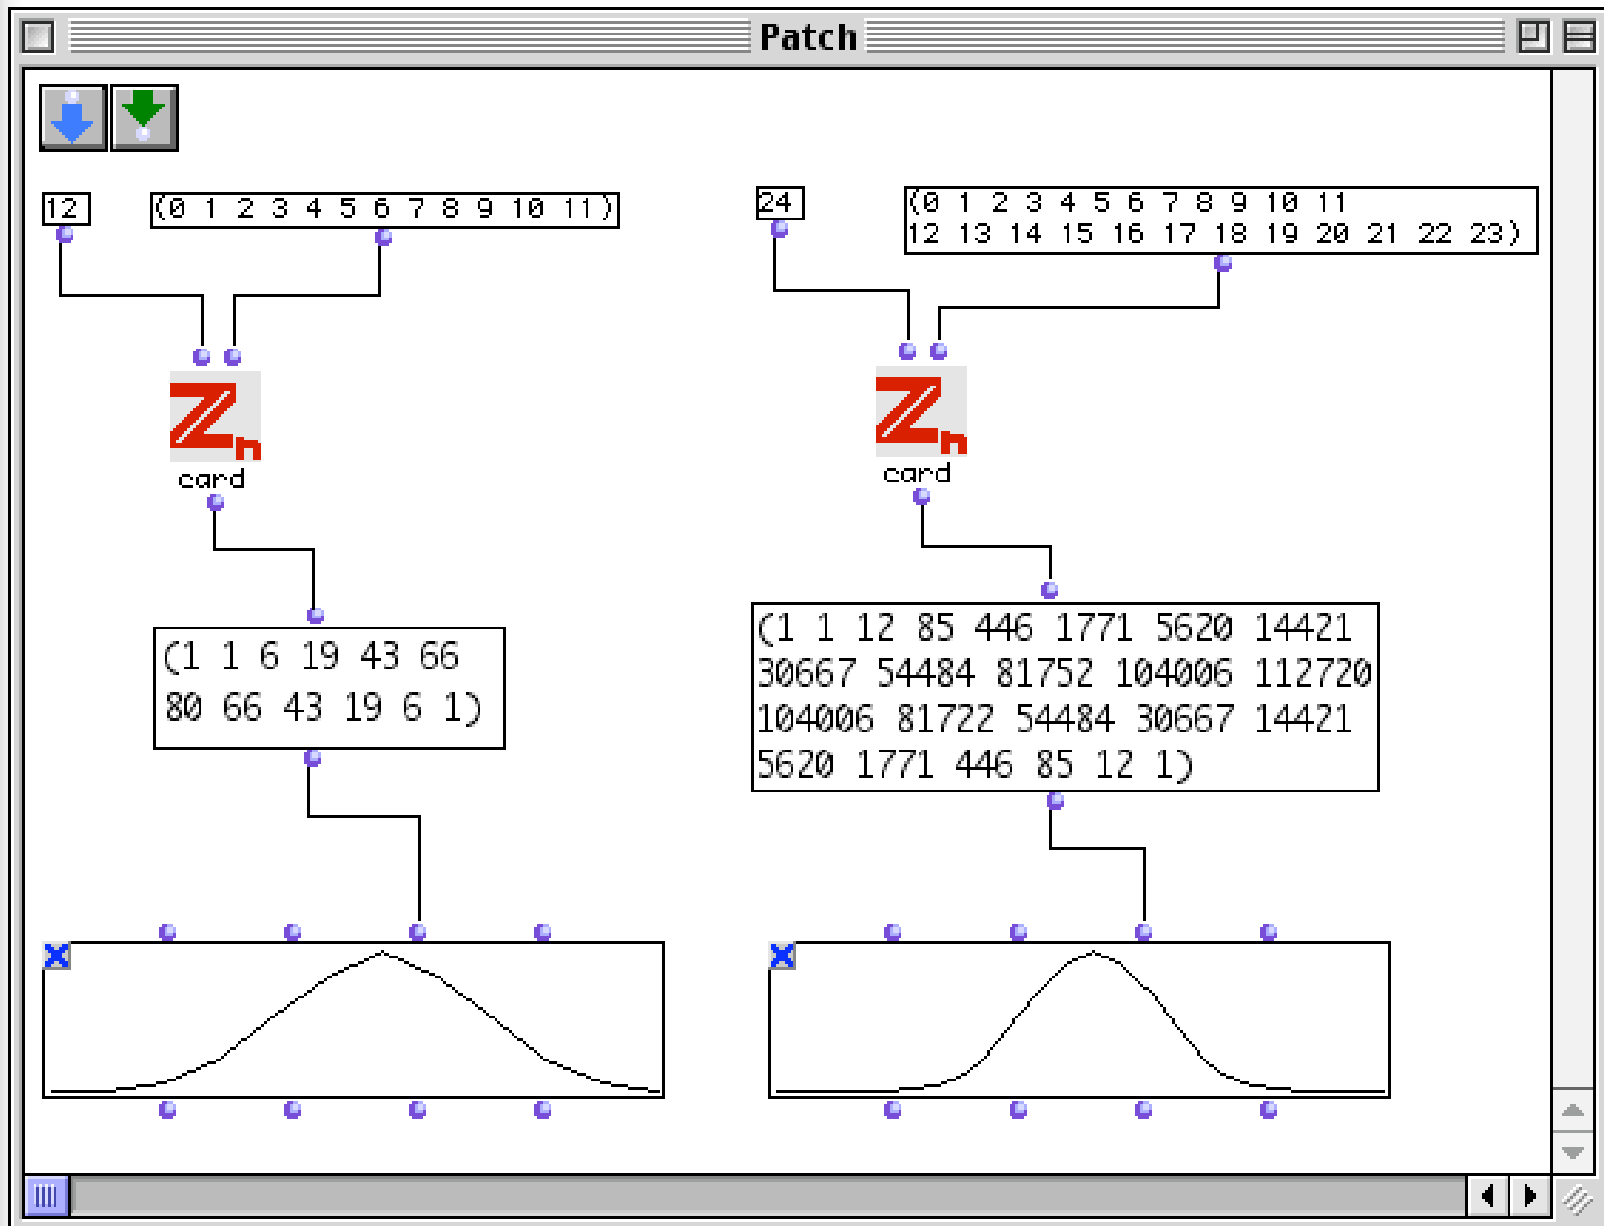 Patch
12
(0 1 2 3 4 5 6 7 8 9 10 11)
24
(0 1 2 3 4 5 6 7 8 9 10 11
12 13 14 15 16 17 18 19 20 21 22 23)
Zn
card
Zn
card
(1 1 6 19 43 66
80 66 43 19 6 1)
(1 1 12 85 446 1771 5620 14421
30667 54484 81752 104006 112720
104006 81722 54484 30667 14421
5620 1771 446 85 12 1)